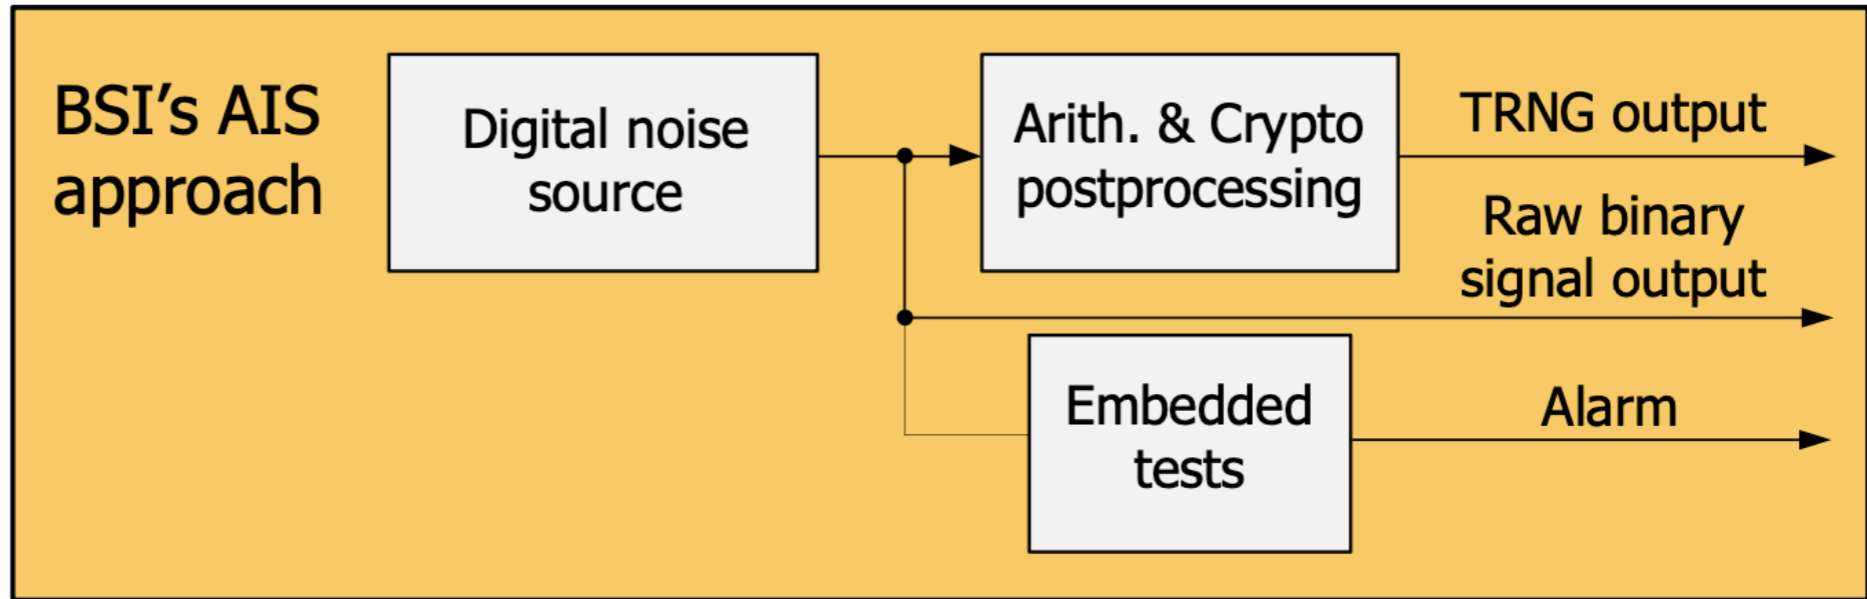 BSI’s AIS
approach
Digital noise
source
Arith. & Crypto
postprocessing
TRNG output
Raw binary
signal output
Embedded
tests
Alarm